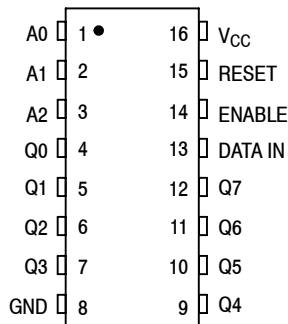 A0 1 16 VCC
A1 2 15 RESET
A2 3 14 ENABLE
Q0 4 13 DATA IN
Q1 5 12 Q7
Q2 6 11 Q6
Q3 7 10 Q5
GND 8 9 Q4